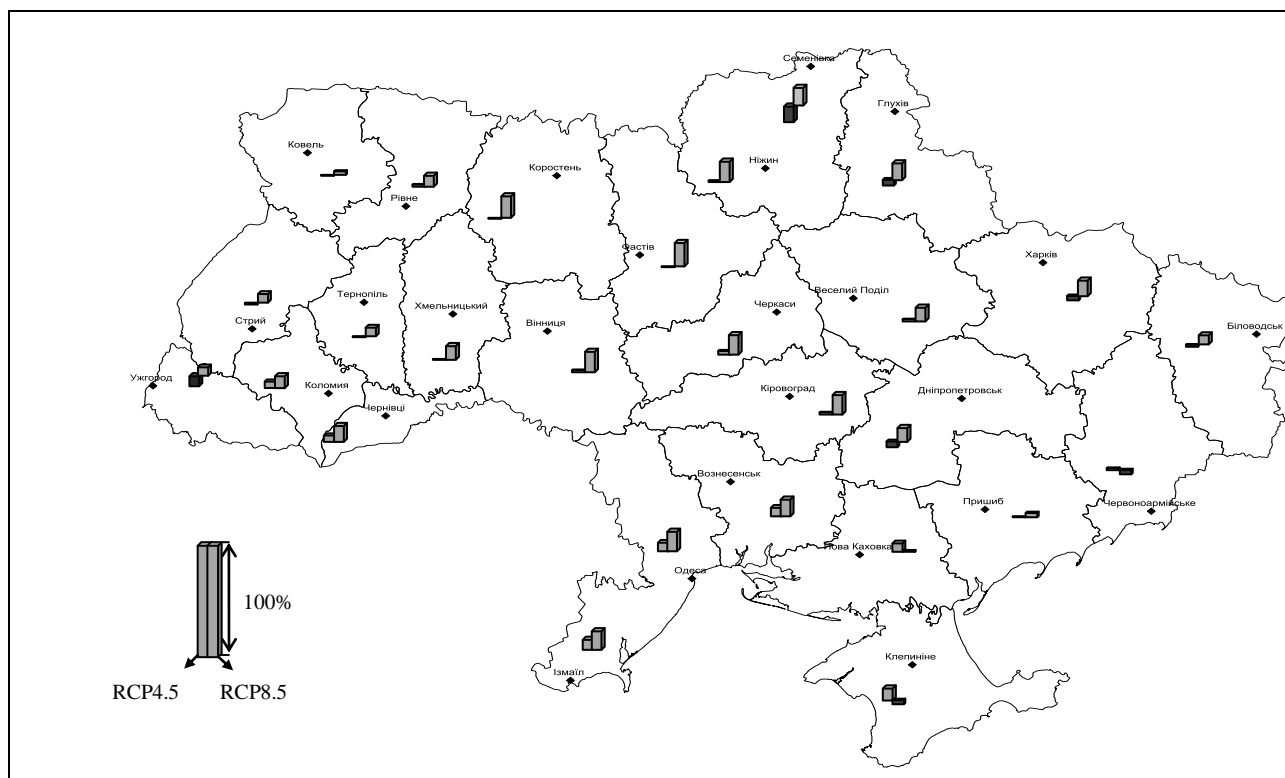 Семенівка
Глухів
Ковель
Ніжин
Коростень
Рівне
Фастів
Харків
Веселий Поділ
Тернопіль
Хмельницький
Черкаси
Стрий
Вінниця
Біловодськ
Ужгород
Коломия
Кіровоград
Дніпропетровськ
Чернівці
Вознесенськ
Пришиб
Червоноармійське
Нова Каховка
Одеса
100%
Клепиніне
Ізмаїл
RCP4.5 RCP8.5